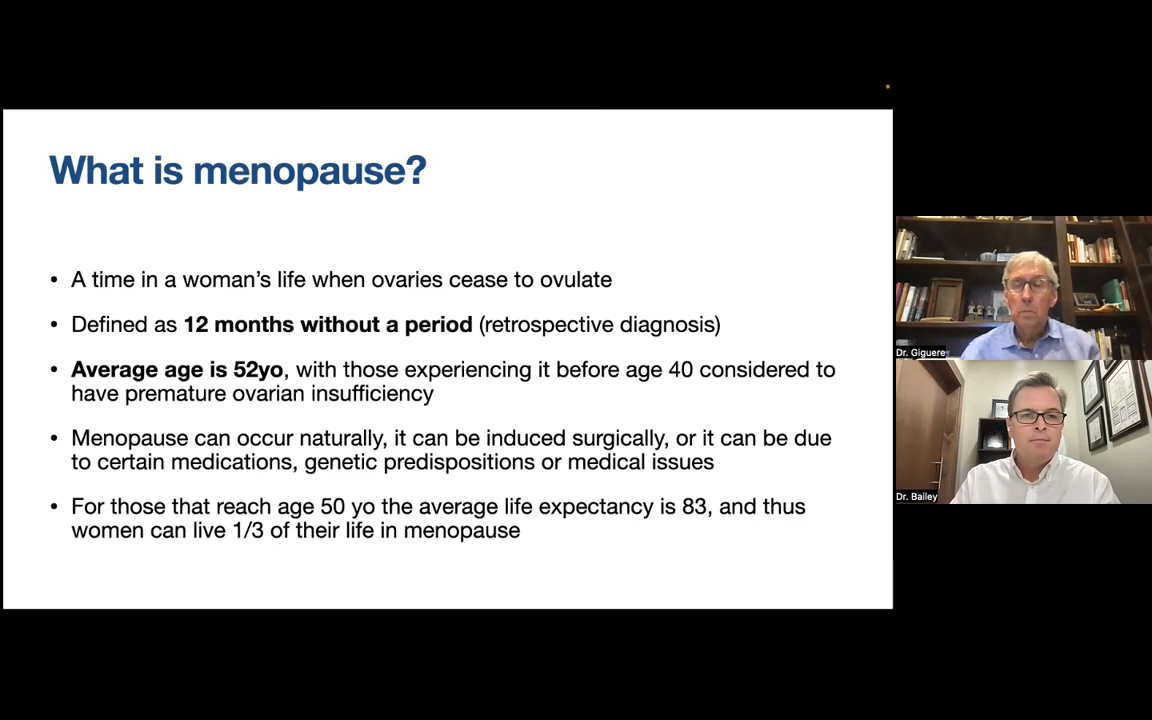 What is menopause?
• A time in a woman’s life when ovaries cease to ovulate
• Defined as 12 months without a period (retrospective diagnosis)
• Average age is 52yo, with those experiencing it before age 40 considered to
have premature ovarian insufficiency
• Menopause can occur naturally, it can be induced surgically, or it can be due
to certain medications, genetic predispositions or medical issues
• For those that reach age 50 yo the average life expectancy is 83, and thus
women can live 1/3 of their life in menopause
Dr. Giguere
Dr. Bailey